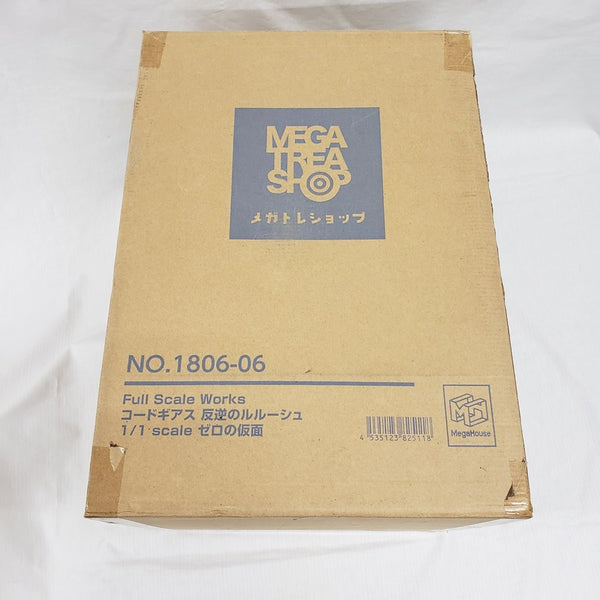 MEGA
TREA
SHOP
メガトレショップ
NO.1806-06
Full Scale Works
コードギアス 反逆のルルーシュ
1/1 scale ゼロの仮面
4 535123 825118
MegaHouse